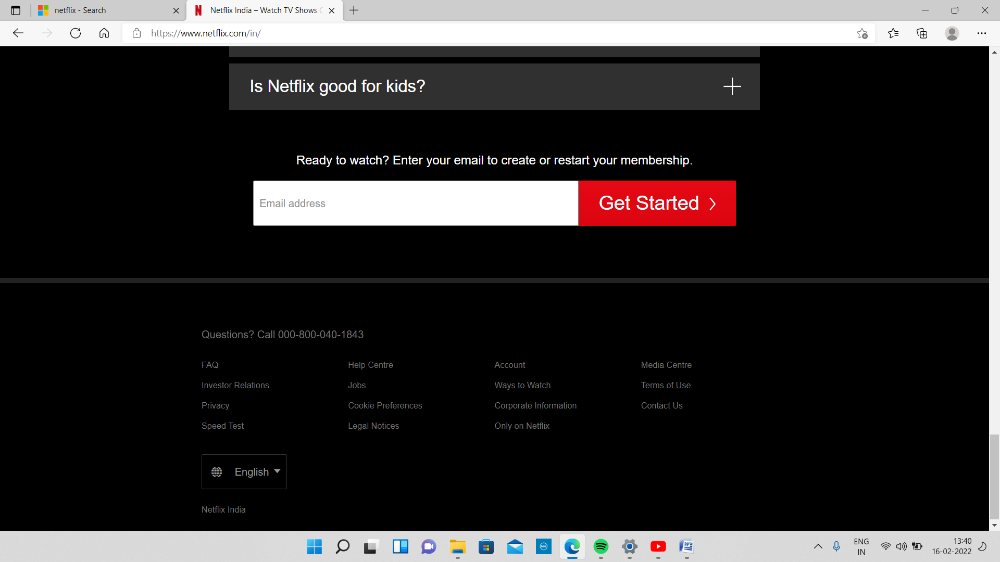 netflix - Search
Netflix India – Watch TV Shows
https://www.netflix.com/in/
Is Netflix good for kids?
Ready to watch? Enter your email to create or restart your membership.
Email address
Get Started
Questions? Call 000-800-040-1843
FAQ Help Centre Account Media Centre
Investor Relations Jobs Ways to Watch Terms of Use
Privacy Cookie Preferences Corporate Information Contact Us
Speed Test Legal Notices Only on Netflix
English
Netflix India
ENG 13:40
IN 16-02-2022